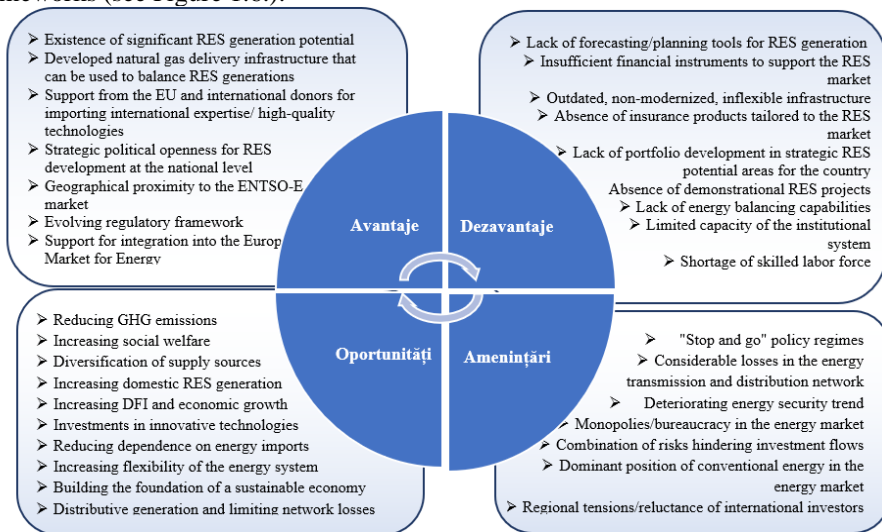 ➢ Existence of significant RES generation potential
➢ Developed natural gas delivery infrastructure that
can be used to balance RES generations
➢ Support from the EU and international donors for
importing international expertise/ high-quality
technologies
➢ Strategic political openness for RES
development at the national level
➢ Geographical proximity to the ENTSO-E
market
➢ Evolving regulatory framework
➢ Support for integration into the Europ
Market for Energy
➢ Lack of forecasting/planning tools for RES generation
➢ Insufficient financial instruments to support the RES
market
➢ Outdated, non-modernized, inflexible infrastructure
➢ Absence of insurance products tailored to the RES
market
➢ Lack of portfolio development in strategic RES
potential areas for the country
Absence of demonstrational RES projects
➢ Lack of energy balancing capabilities
➢ Limited capacity of the institutional
system
➢ Shortage of skilled labor force
Avantaje
Dezavantaje
Oportunități
Amenințări
➢ Reducing GHG emissions
➢ Increasing social welfare
➢ Diversification of supply sources
➢ Increasing domestic RES generation
➢ Increasing DFI and economic growth
➢ Investments in innovative technologies
➢ Reducing dependence on energy imports
➢ Increasing flexibility of the energy system
➢ Building the foundation of a sustainable economy
➢ Distributive generation and limiting network losses
➢ "Stop and go" policy regimes
➢ Considerable losses in the energy
transmission and distribution network
➢ Deteriorating energy security trend
➢ Monopolies/bureaucracy in the energy market
➢ Combination of risks hindering investment flows
➢ Dominant position of conventional energy in the
energy market
➢ Regional tensions/reluctance of international investors